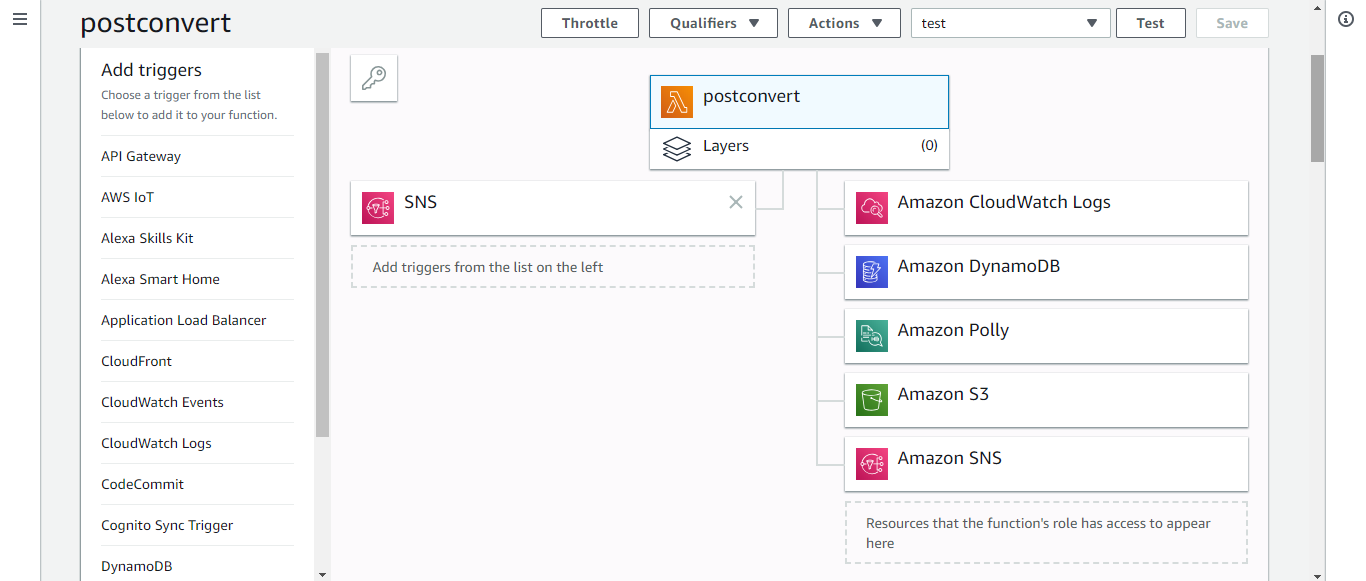 postconvert
Throttle
Qualifiers
Actions
test
Test
Save
Add triggers
Choose a trigger from the list
below to add it to your function.
API Gateway
AWS IoT
Alexa Skills Kit
Alexa Smart Home
Application Load Balancer
CloudFront
CloudWatch Events
CloudWatch Logs
CodeCommit
Cognito Sync Trigger
DynamoDB
postconvert
Layers (0)
SNS
Add triggers from the list on the left
Amazon CloudWatch Logs
Amazon DynamoDB
Amazon Polly
Amazon S3
Amazon SNS
Resources that the function's role has access to appear
here